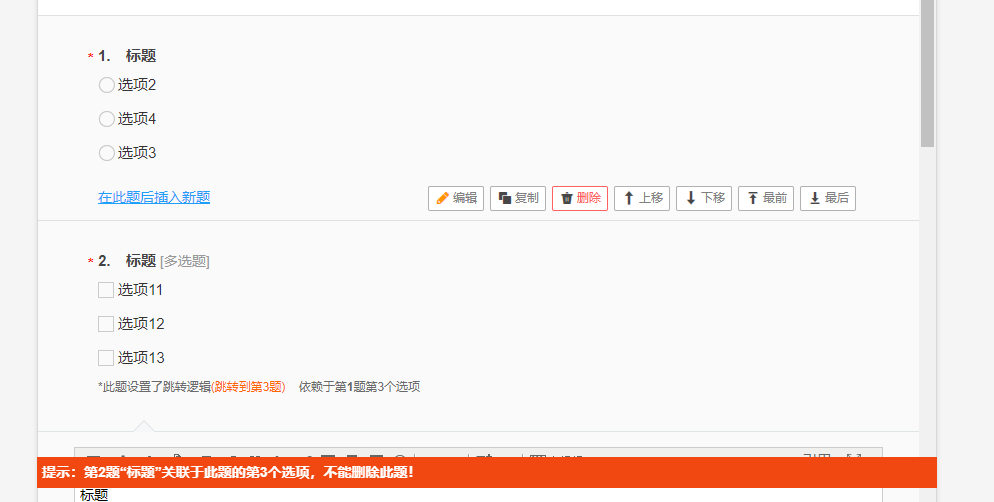 * 1. 标题
选项2
选项4
选项3
在此题后插入新题 编辑 复制 删除 上移 下移 最前 最后
* 2. 标题 [多选题]
选项11
选项12
选项13
*此题设置了跳转逻辑(跳转到第3题) 依赖于第1题第3个选项
提示：第2题“标题”关联于此题的第3个选项，不能删除此题！
标题